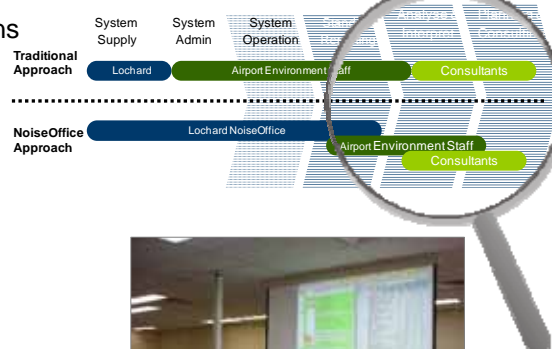 ns
System Supply
System Admin
System Operation
Traditional Approach
Lochard
Airport Environment Staff
Consultants
NoiseOffice Approach
Lochard NoiseOffice
Airport Environment Staff
Consultants